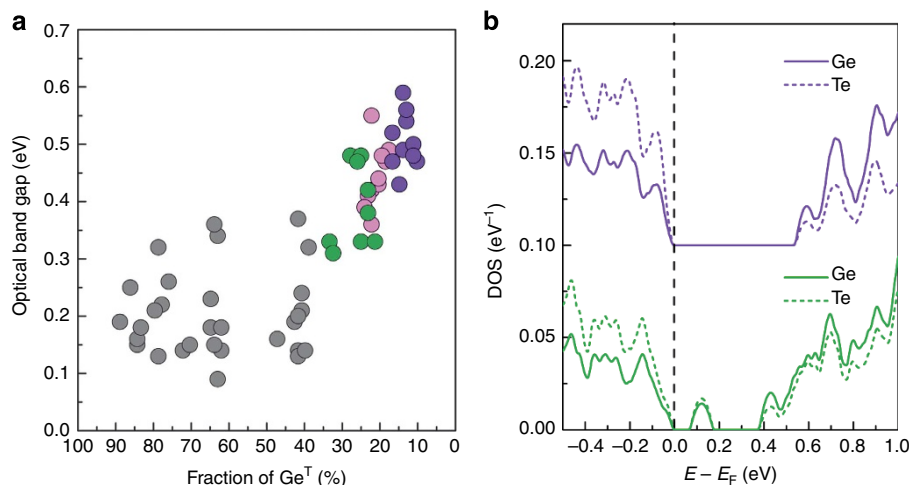 a
0.7
0.6
0.5
0.4
0.3
0.2
0.1
0.0
Optical band gap (eV)
100 90 80 70 60 50 40 30 20 10 0
Fraction of Ge^T (%)
b
0.20
0.15
0.10
0.05
0.00
DOS (eV⁻¹)
Ge
Te
Ge
Te
−0.4 −0.2 0.0 0.2 0.4 0.6 0.8 1.0
E − E_F (eV)